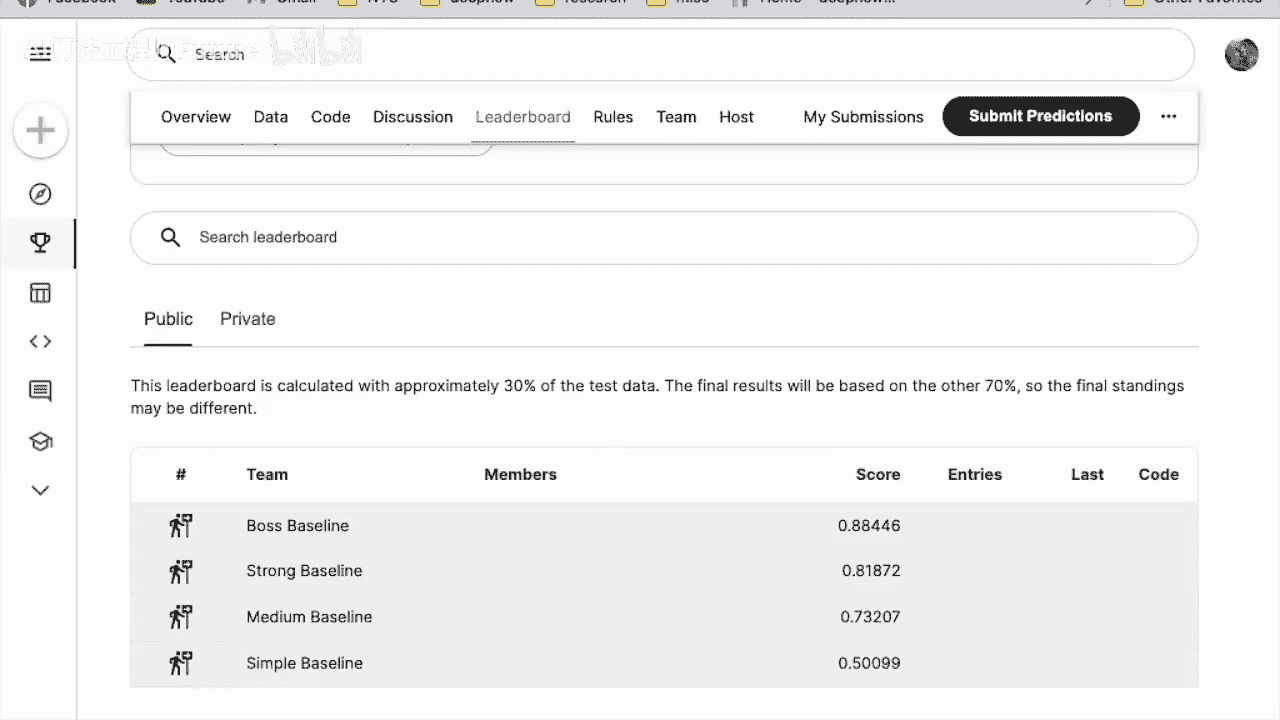 Search
Overview Data Code Discussion Leaderboard Rules Team Host My Submissions Submit Predictions
Search leaderboard
Public Private
This leaderboard is calculated with approximately 30% of the test data. The final results will be based on the other 70%, so the final standings
may be different.
# Team Members Score Entries Last Code
Boss Baseline 0.88446
Strong Baseline 0.81872
Medium Baseline 0.73207
Simple Baseline 0.50099